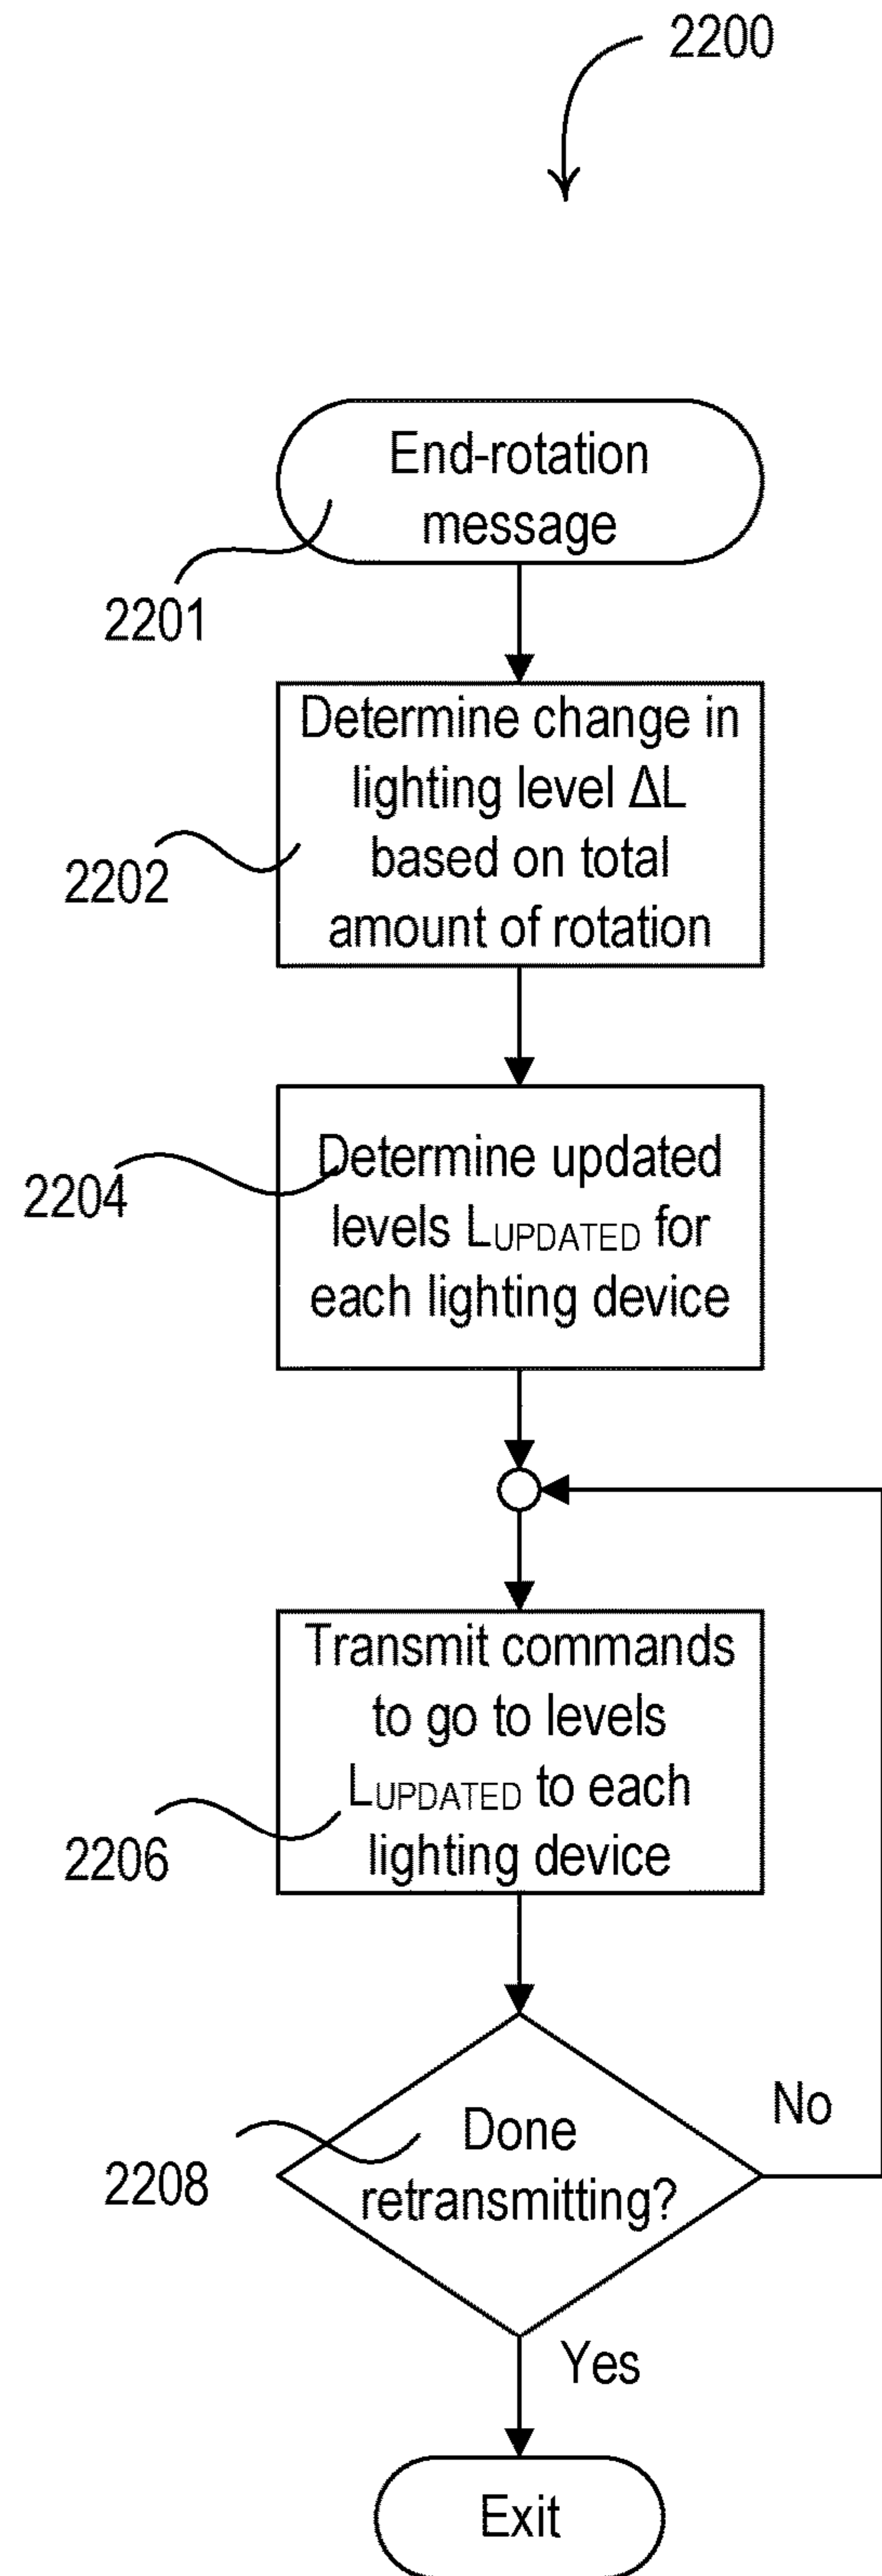 2200
End-rotation
message
2201
Determine change in
lighting level ΔL
based on total
amount of rotation
2202
Determine updated
levels LUPDATED for
each lighting device
2204
Transmit commands
to go to levels
LUPDATED to each
lighting device
2206
Done
retransmitting?
No
2208
Yes
Exit